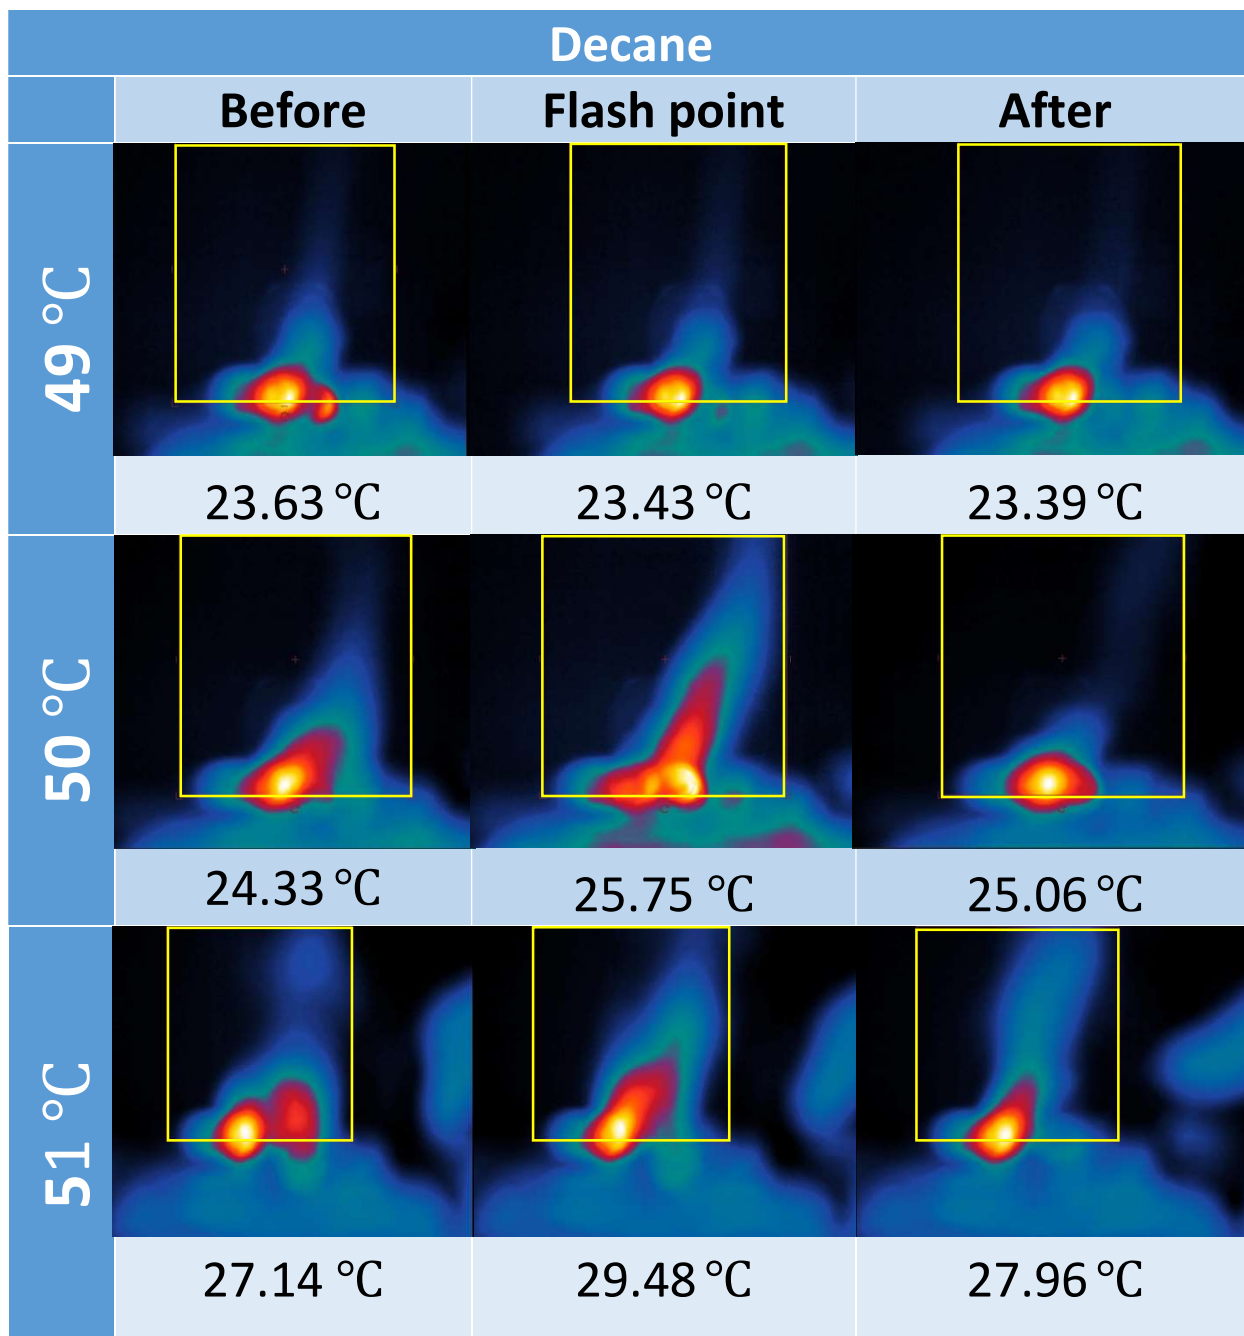 Decane
Before Flash point After
49 °C
23.63 °C 23.43 °C 23.39 °C
50 °C
24.33 °C 25.75 °C 25.06 °C
51 °C
27.14 °C 29.48 °C 27.96 °C